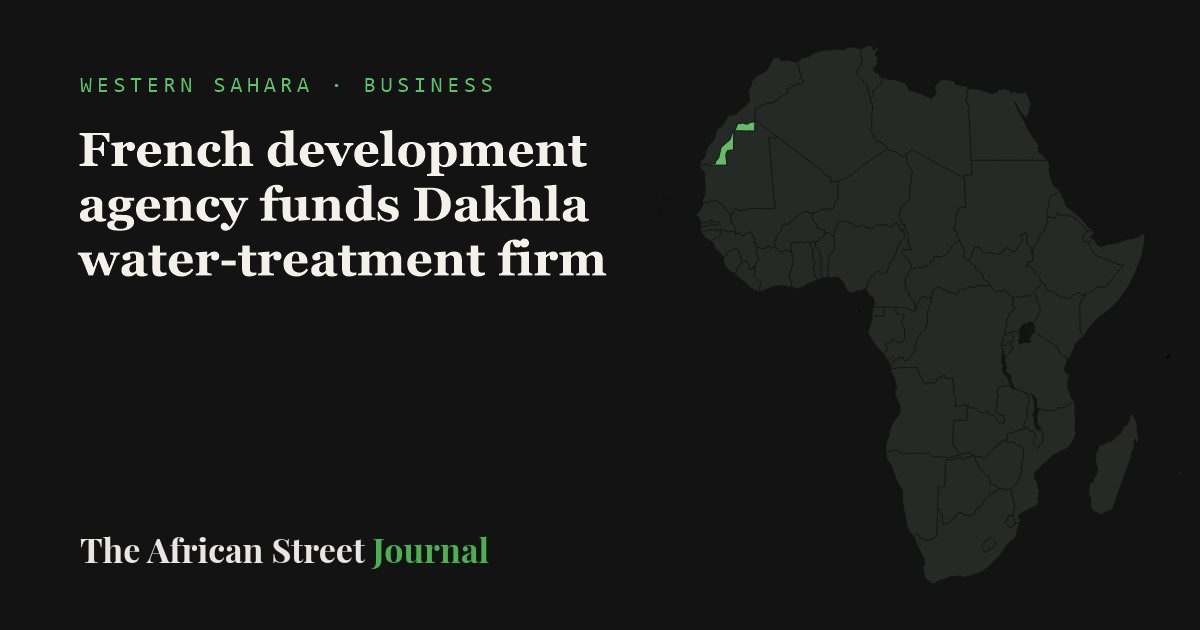 WESTERN SAHARA · BUSINESS
French development
agency funds Dakhla
water-treatment firm
The African Street Journal